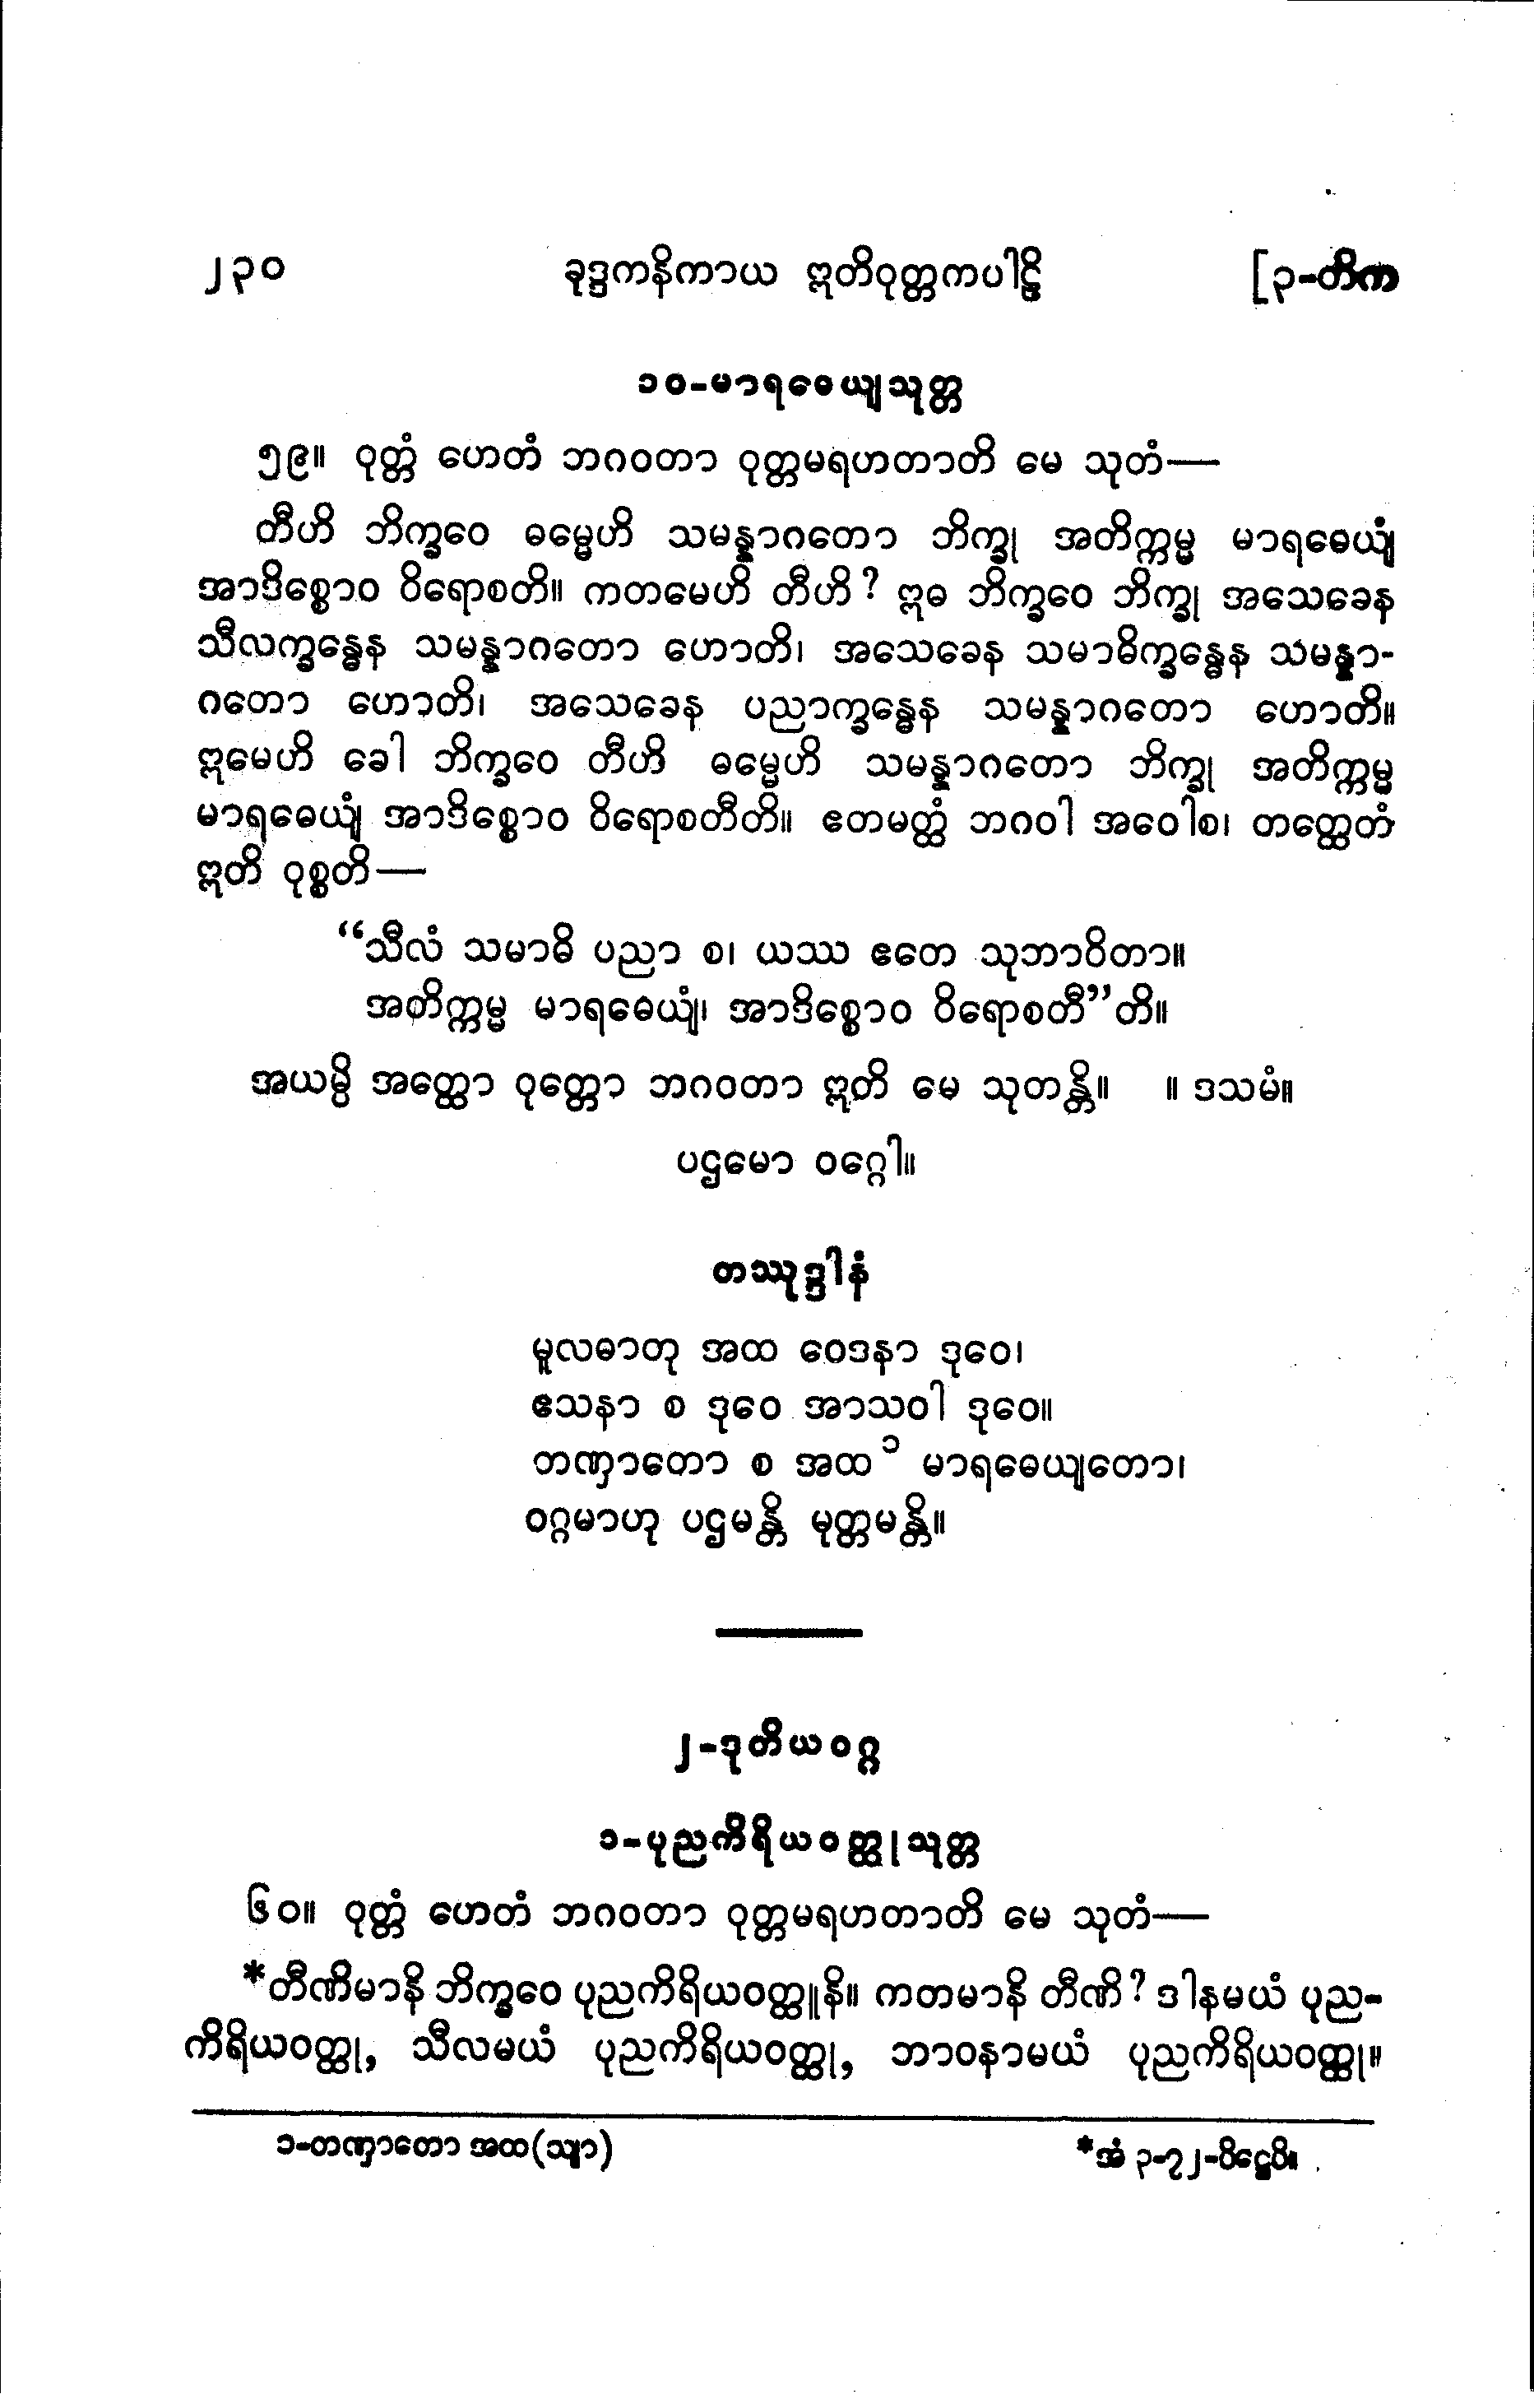 ၂၃၀ ခုဒ္ဒကနိကာယ ဣတိဝုတ္တကပါဠိ [၃-တိက
၁၀-မာရဓေယျသုတ္တ
၅၉။ ဝုတ္တံ ဟေတံ ဘဂဝတာ ဝုတ္တမရဟတာတိ မေ သုတံ—
တီဟိ ဘိက္ခဝေ ဓမ္မေဟိ သမန္နာဂတော ဘိက္ခု အတိက္ကမ္မ မာရဓေယျံ
အာဒိစ္စောဝ ဝိရောစတိ။ ကတမေဟိ တီဟိ? ဣဓ ဘိက္ခဝေ ဘိက္ခု အသေခေန
သီလက္ခန္ဓေန သမန္နာဂတော ဟောတိ၊ အသေခေန သမာဓိက္ခန္ဓေန သမန္နာ-
ဂတော ဟောတိ၊ အသေခေန ပညာက္ခန္ဓေန သမန္နာဂတော ဟောတိ။
ဣမေဟိ ခေါ ဘိက္ခဝေ တီဟိ ဓမ္မေဟိ သမန္နာဂတော ဘိက္ခု အတိက္ကမ္မ
မာရဓေယျံ အာဒိစ္စောဝ ဝိရောစတီတိ။ ဧတမတ္ထံ ဘဂဝါ အဝေါစ၊ တတ္ထေတံ
ဣတိ ဝုစ္စတိ—
“သီလံ သမာဓိ ပညာ စ၊ ယဿ ဧတေ သုဘာဝိတာ။
အတိက္ကမ္မ မာရဓေယျံ၊ အာဒိစ္စောဝ ဝိရောစတီ”တိ။
အယမ္ပိ အတ္ထော ဝုတ္တော ဘဂဝတာ ဣတိ မေ သုတန္တိ။ ။ ဒသမံ။
ပဌမော ဝဂ္ဂေါ။
တဿုဒ္ဒါနံ
မူလဓာတု အထ ဝေဒနာ ဒုဝေ၊
ဧသနာ စ ဒုဝေ အာသဝါ ဒုဝေ။
တဏှာတော စ အထ ၁ မာရဓေယျတော၊
ဝဂ္ဂမာဟု ပဌမန္တိ မုတ္တမန္တိ။
၂-ဒုတိယဝဂ္ဂ
၁-ပုညကိရိယဝတ္ထုသုတ္တ
၆၀။ ဝုတ္တံ ဟေတံ ဘဂဝတာ ဝုတ္တမရဟတာတိ မေ သုတံ—
*တီဏိမာနိ ဘိက္ခဝေ ပုညကိရိယဝတ္ထူနိ။ ကတမာနိ တီဏိ? ဒါနမယံ ပုည-
ကိရိယဝတ္ထု, သီလမယံ ပုညကိရိယဝတ္ထု, ဘာဝနာမယံ ပုညကိရိယဝတ္ထု။
၁-တဏှာတော အထ(သျာ) *အံ ၃-၇၂-ပိဋ္ဌေပိ။